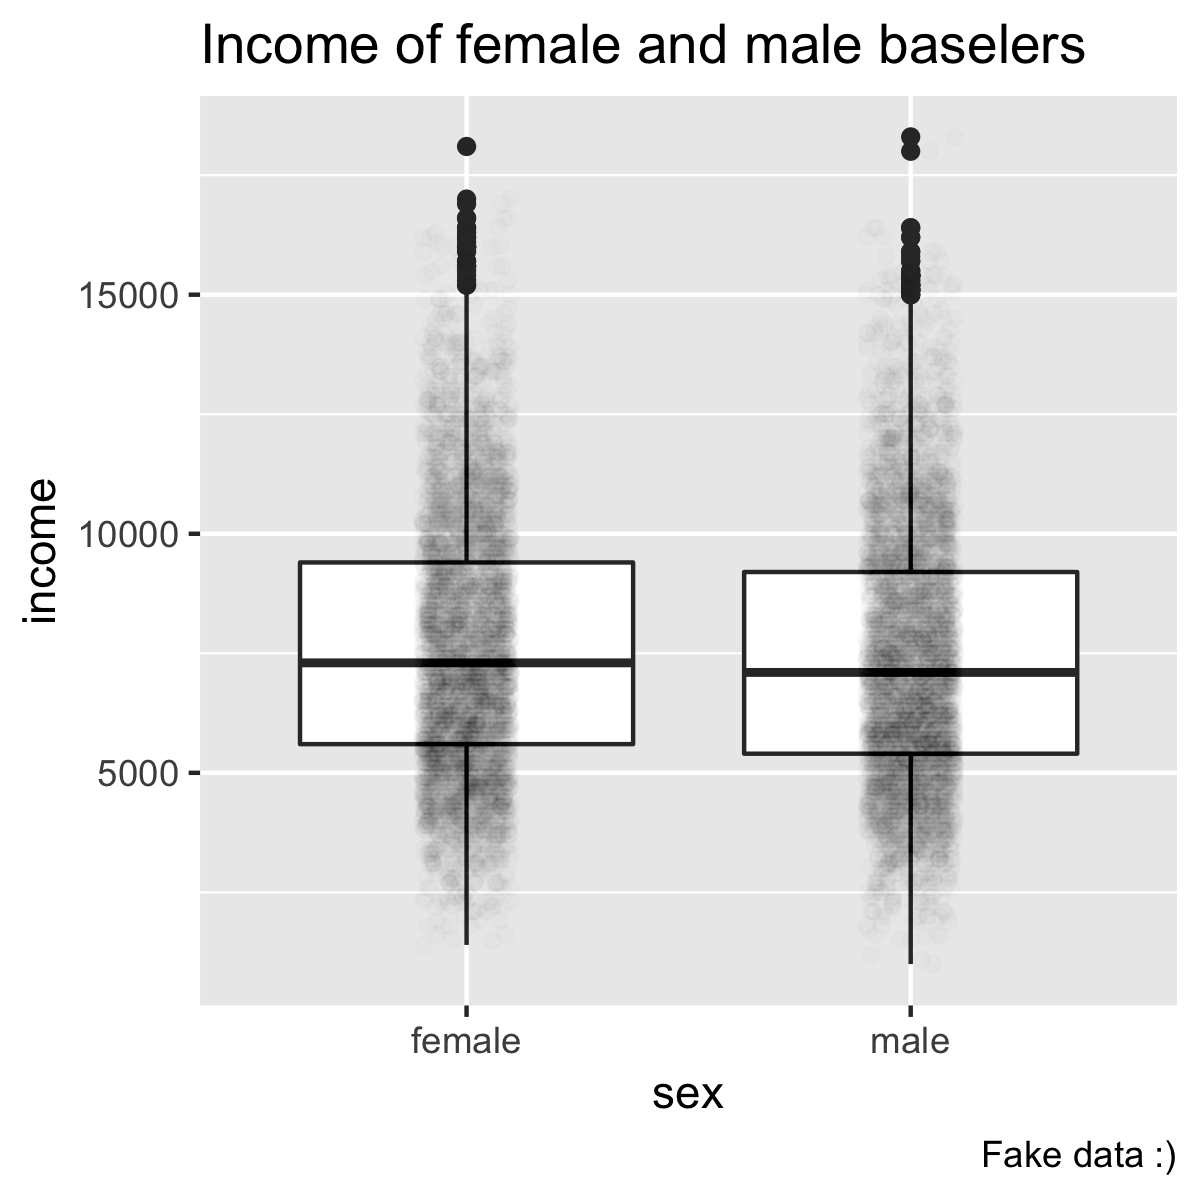 Income of female and male baselers
income
15000
10000
5000
female
male
sex
Fake data :)